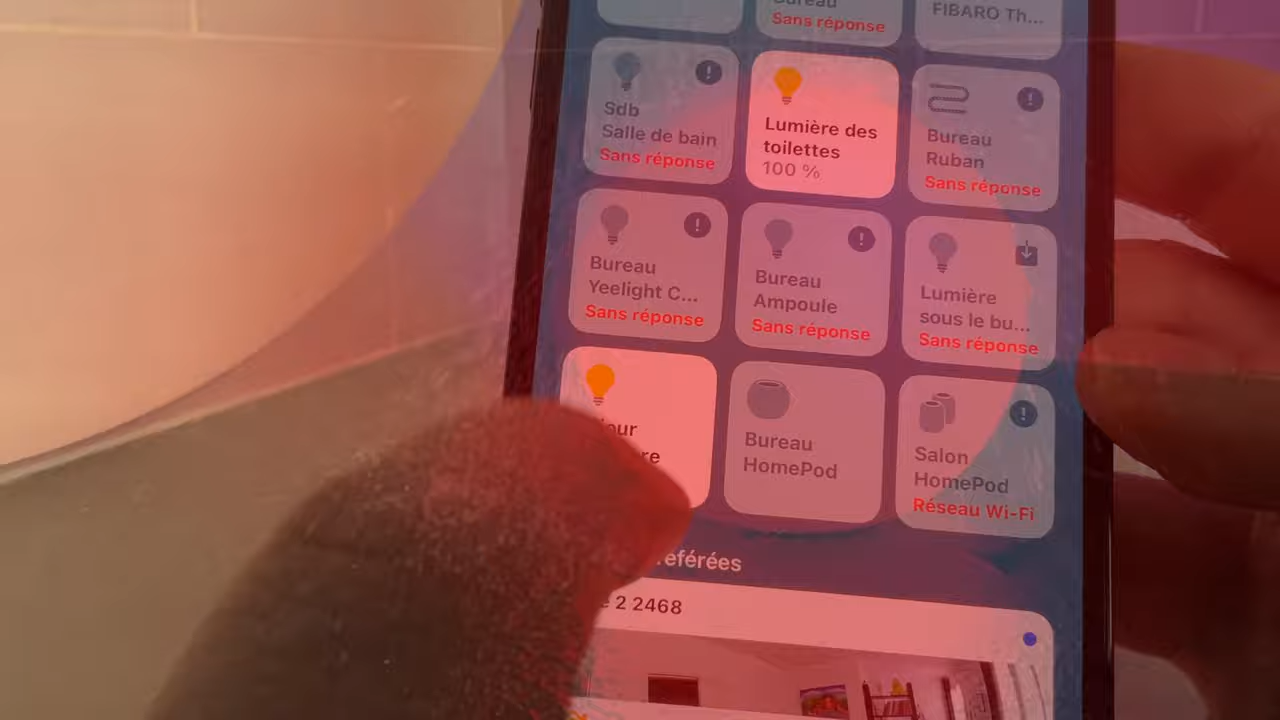 Bureau
Sans réponse
FIBARO Th...
Sdb
Salle de bain
Sans réponse
Lumière des
toilettes
100 %
Bureau
Ruban
Sans réponse
Bureau
Yeelight C...
Sans réponse
Bureau
Ampoule
Sans réponse
Lumière
sous le bu...
Sans réponse
Bureau
HomePod
Salon
HomePod
Réseau Wi-Fi
2 2468